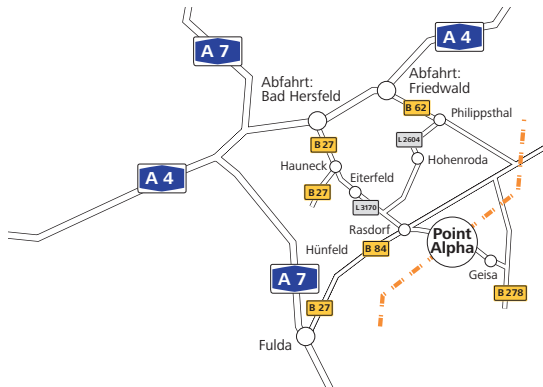 A 7
A 4
Abfahrt:
Friedwald
Abfahrt:
Bad Hersfeld
B 62
Philippsthal
B 27
L 2604
Hauneck
Hohenroda
Eiterfeld
A 4
B 27
L 3170
Rasdorf
Point
Alpha
Hünfeld
B 84
Geisa
A 7
B 278
B 27
Fulda